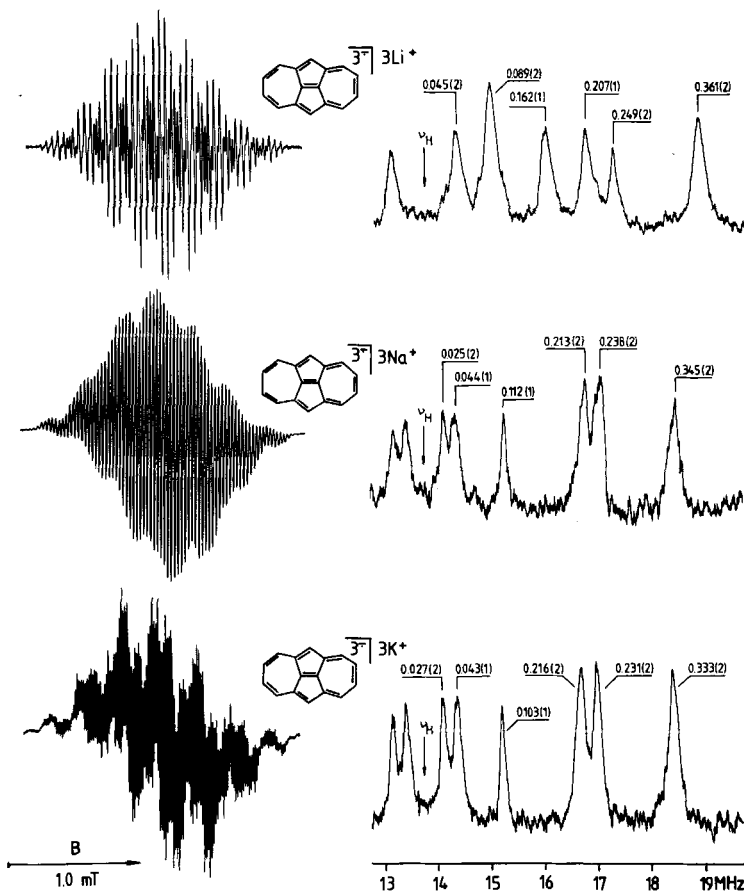 3∸ 3Li⁺
0.045(2)
0.089(2)
0.162(1)
0.207(1)
0.249(2)
0.361(2)
νH
3∸ 3Na⁺
0.025(2)
0.044(1)
0.112(1)
0.213(2)
0.238(2)
0.345(2)
νH
3∸ 3K⁺
0.027(2)
0.043(1)
0.103(1)
0.216(2)
0.231(2)
0.333(2)
νH
B
1.0 mT
13 14 15 16 17 18 19MHz